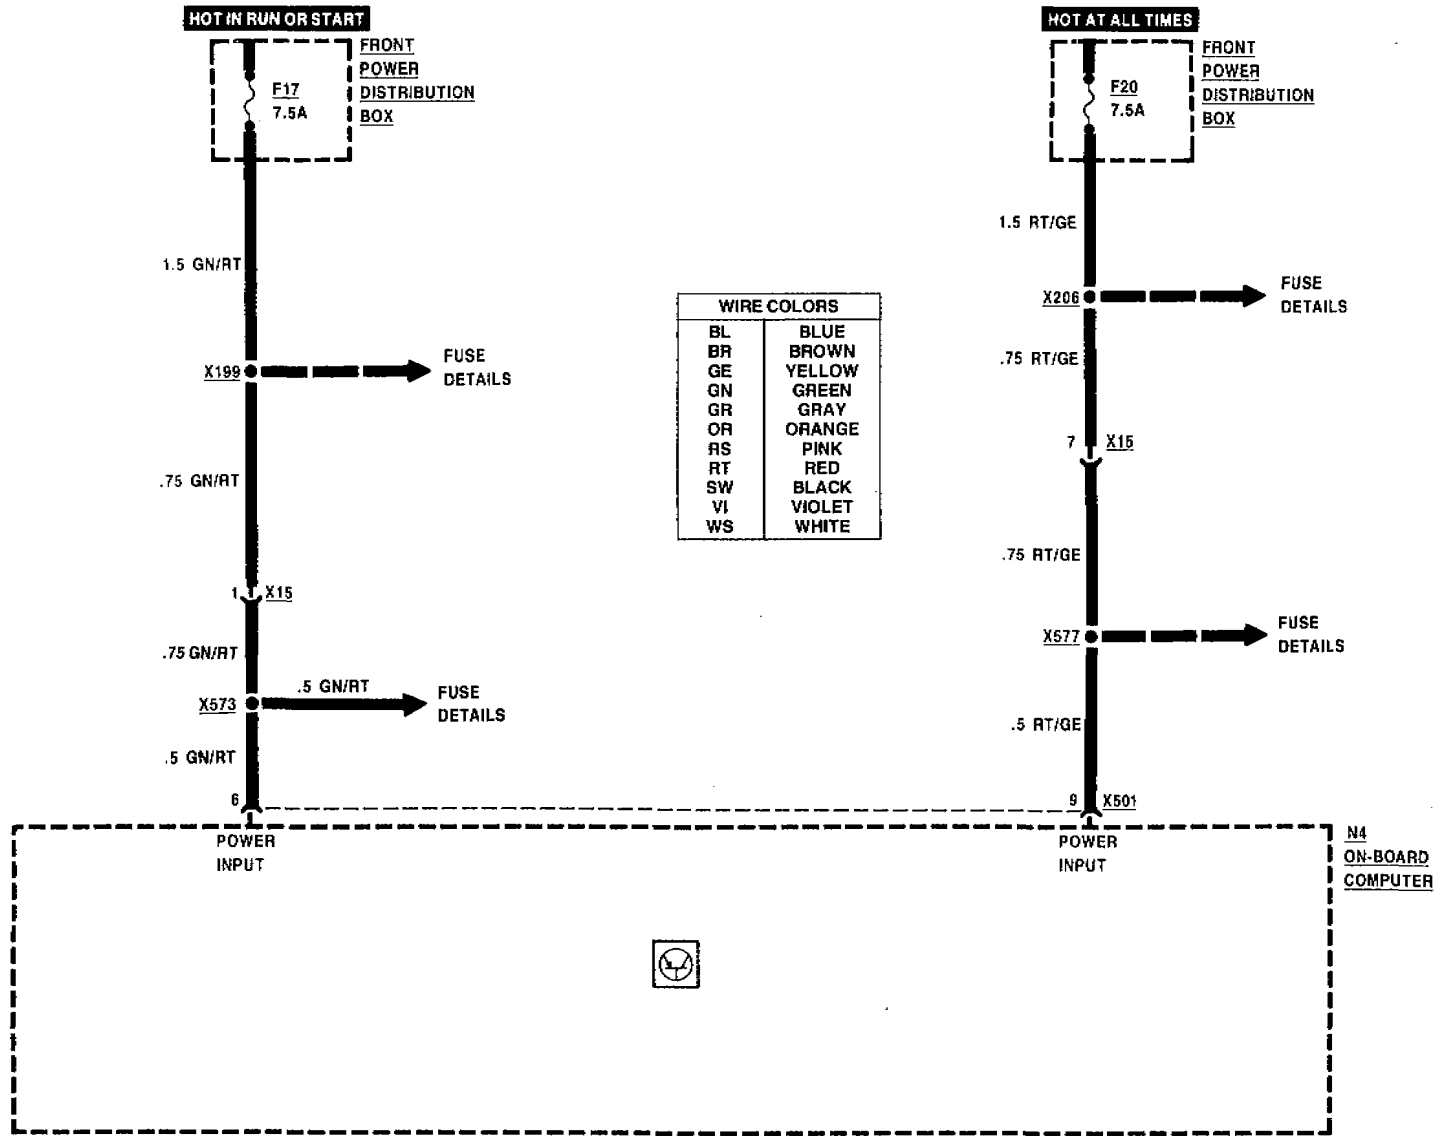 HOT IN RUN OR START
FRONT
POWER
DISTRIBUTION
BOX
F17
7.5A
1.5 GN/RT
X199
FUSE
DETAILS
.75 GN/RT
1
X15
.75 GN/RT
X573
.5 GN/RT
FUSE
DETAILS
.5 GN/RT
6
WIRE COLORS
BL BLUE
BR BROWN
GE YELLOW
GN GREEN
GR GRAY
OR ORANGE
RS PINK
RT RED
SW BLACK
VI VIOLET
WS WHITE
HOT AT ALL TIMES
FRONT
POWER
DISTRIBUTION
BOX
F20
7.5A
1.5 RT/GE
X206
FUSE
DETAILS
.75 RT/GE
7
X15
.75 RT/GE
X577
FUSE
DETAILS
.5 RT/GE
9
X501
POWER
INPUT
POWER
INPUT
N4
ON-BOARD
COMPUTER